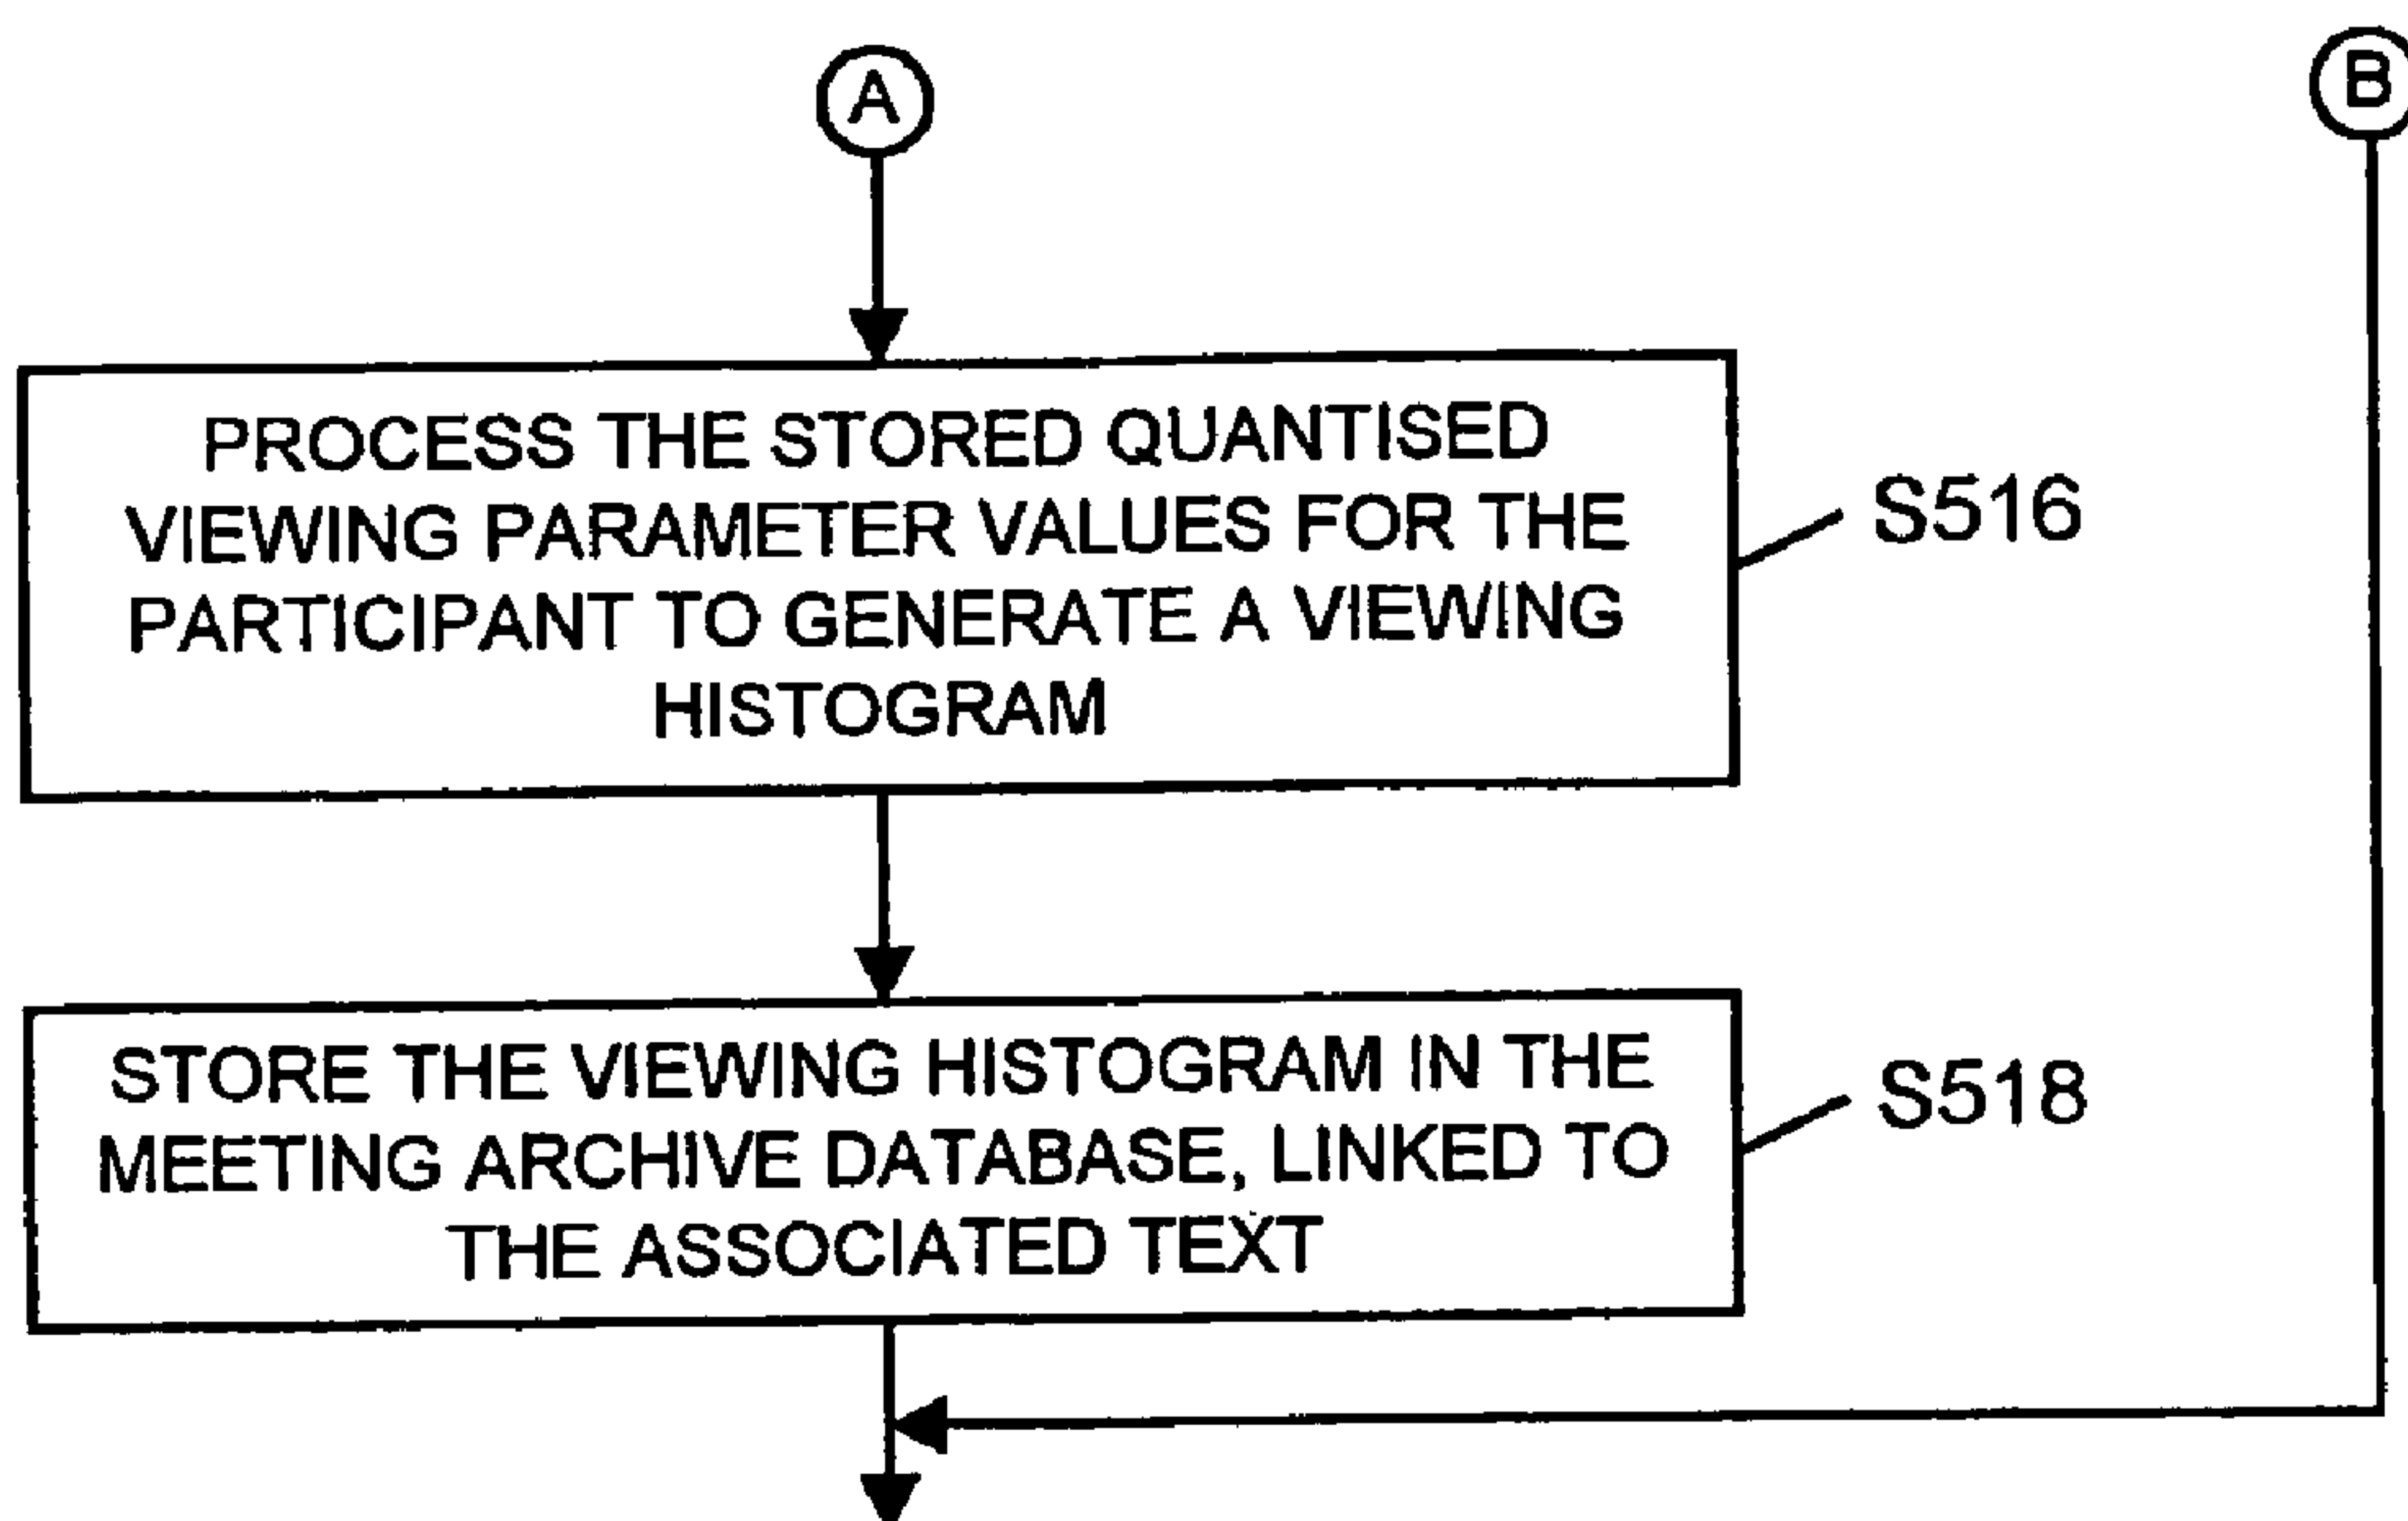 A
B
PROCESS THE STORED QUANTISED
VIEWING PARAMETER VALUES FOR THE
PARTICIPANT TO GENERATE A VIEWING
HISTOGRAM
S516
STORE THE VIEWING HISTOGRAM IN THE
MEETING ARCHIVE DATABASE, LINKED TO
THE ASSOCIATED TEXT
S518